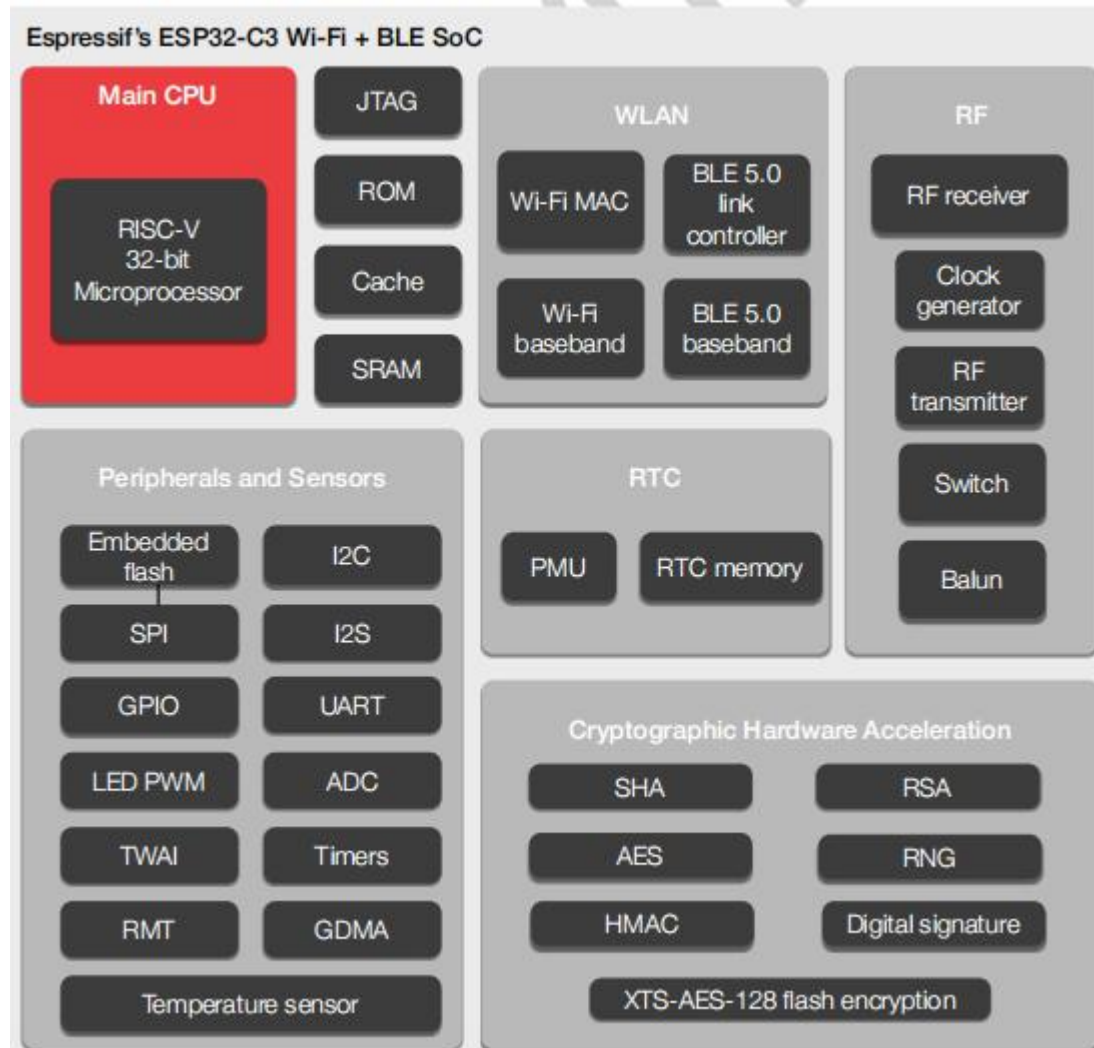 Espressif's ESP32-C3 Wi-Fi + BLE SoC
Main CPU
RISC-V
32-bit
Microprocessor
JTAG
ROM
Cache
SRAM
WLAN
Wi-Fi MAC
BLE 5.0
link
controller
Wi-Fi
baseband
BLE 5.0
baseband
RF
RF receiver
Clock
generator
RF
transmitter
Switch
Balun
Peripherals and Sensors
Embedded
flash
I2C
SPI
I2S
GPIO
UART
LED PWM
ADC
TWAI
Timers
RMT
GDMA
Temperature sensor
RTC
PMU
RTC memory
Cryptographic Hardware Acceleration
SHA
RSA
AES
RNG
HMAC
Digital signature
XTS-AES-128 flash encryption